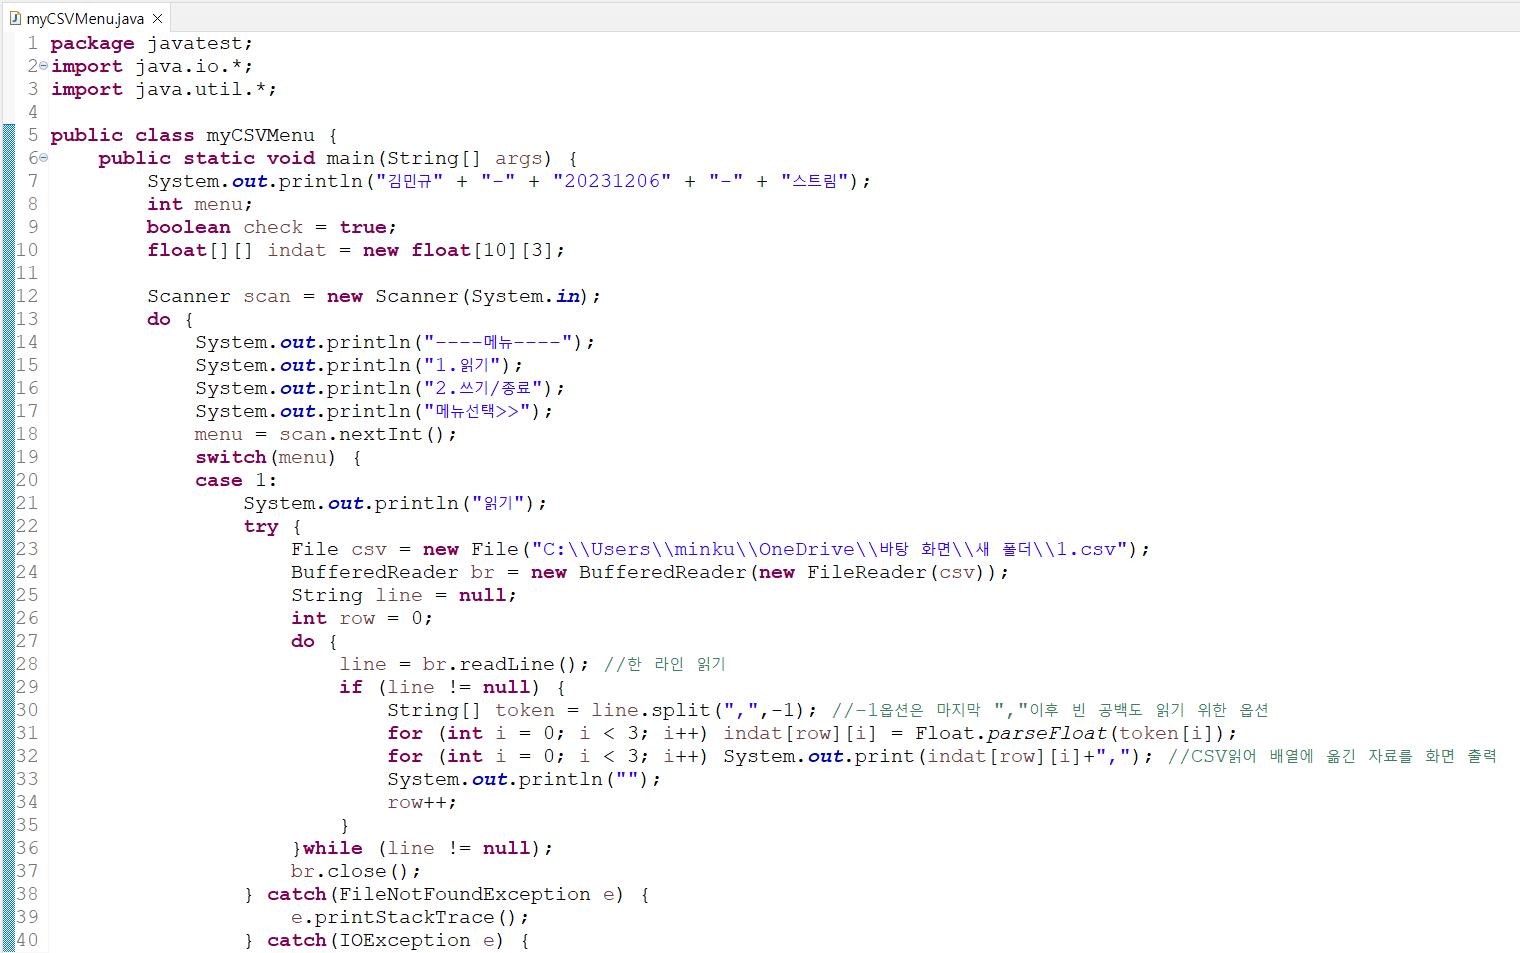 myCSVMenu.java
1 package javatest;
2 import java.io.*;
3 import java.util.*;
4
5 public class myCSVMenu {
6     public static void main(String[] args) {
7         System.out.println("김민규" + "-" + "20231206" + "-" + "스트림");
8         int menu;
9         boolean check = true;
10         float[][] indat = new float[10][3];
11
12         Scanner scan = new Scanner(System.in);
13         do {
14             System.out.println("----메뉴----");
15             System.out.println("1.읽기");
16             System.out.println("2.쓰기/종료");
17             System.out.println("메뉴선택>>");
18             menu = scan.nextInt();
19             switch(menu) {
20             case 1:
21                 System.out.println("읽기");
22                 try {
23                     File csv = new File("C:\\Users\\minku\\OneDrive\\바탕 화면\\새 폴더\\1.csv");
24                     BufferedReader br = new BufferedReader(new FileReader(csv));
25                     String line = null;
26                     int row = 0;
27                     do {
28                         line = br.readLine(); //한 라인 읽기
29                         if (line != null) {
30                             String[] token = line.split(",",-1); //-1옵션은 마지막 ","이후 빈 공백도 읽기 위한 옵션
31                             for (int i = 0; i < 3; i++) indat[row][i] = Float.parseFloat(token[i]);
32                             for (int i = 0; i < 3; i++) System.out.print(indat[row][i]+","); //CSV읽어 배열에 옮긴 자료를 화면 출력
33                             System.out.println("");
34                             row++;
35                         }
36                     }while (line != null);
37                     br.close();
38                 } catch(FileNotFoundException e) {
39                     e.printStackTrace();
40                 } catch(IOException e) {